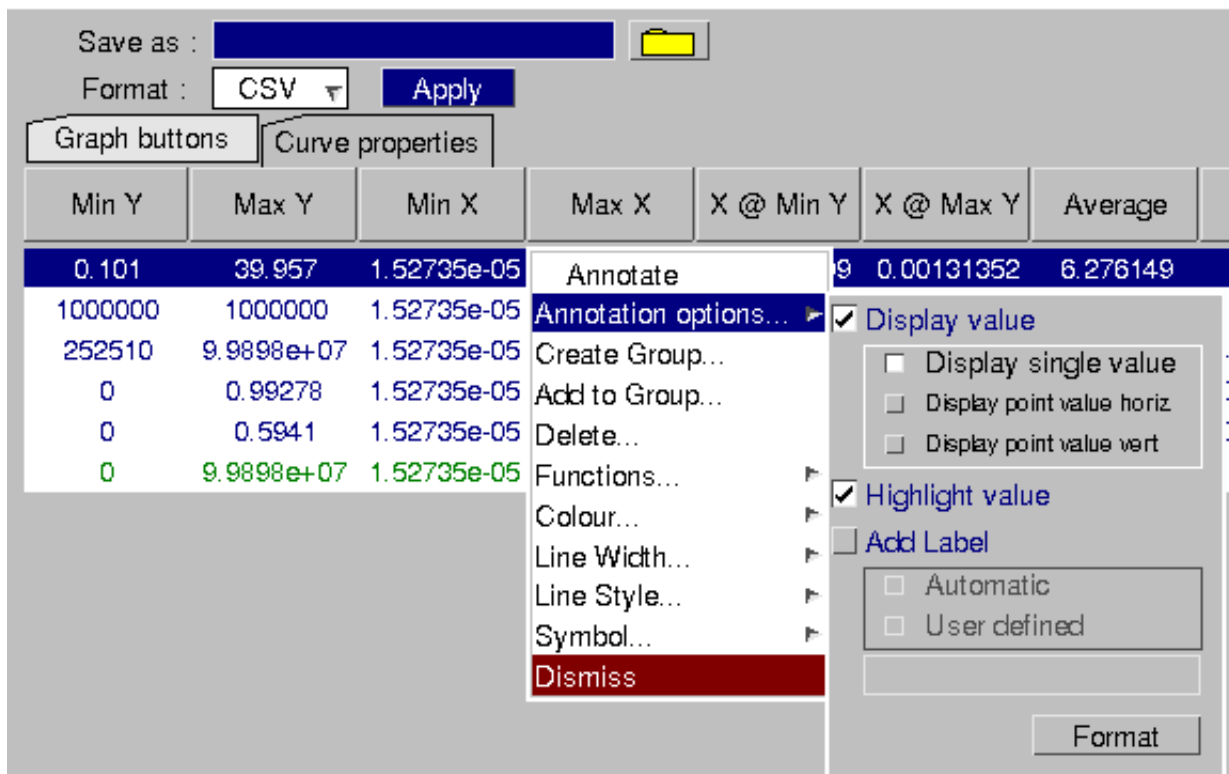 Save as :
Format : CSV Apply
Graph buttons Curve properties
Min Y Max Y Min X Max X X @ Min Y X @ Max Y Average
0.101 39.957 1.52735e-05 9 0.00131352 6.276149
Annotate
1000000 1000000 1.52735e-05 Annotation options... Display value
252510 9.9898e+07 1.52735e-05 Create Group... Display single value
0 0.99278 1.52735e-05 Add to Group... Display point value horiz
0 0.5941 1.52735e-05 Delete... Display point value vert
0 9.9898e+07 1.52735e-05 Functions... Highlight value
Colour... Add Label
Line Width...
Line Style... Automatic
Symbol... User defined
Dismiss
Format